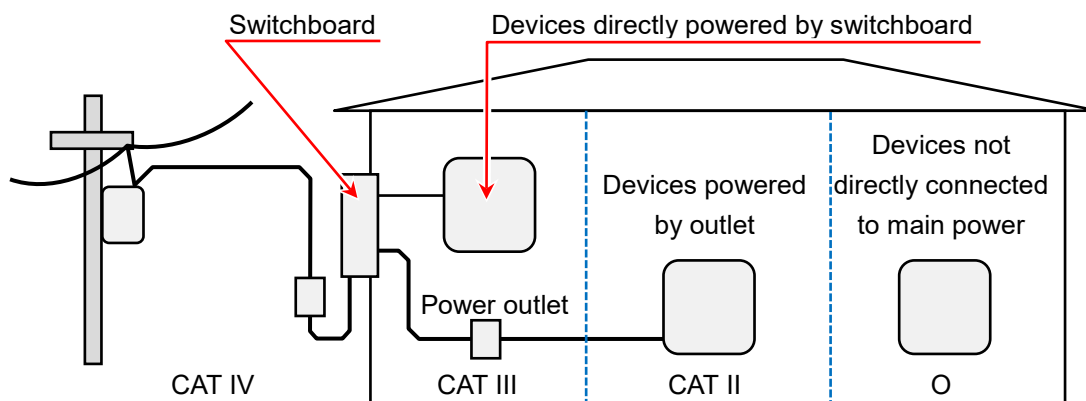 Switchboard
Devices directly powered by switchboard
Devices not
directly connected
to main power
Devices powered
by outlet
Power outlet
CAT IV
CAT III
CAT II
O